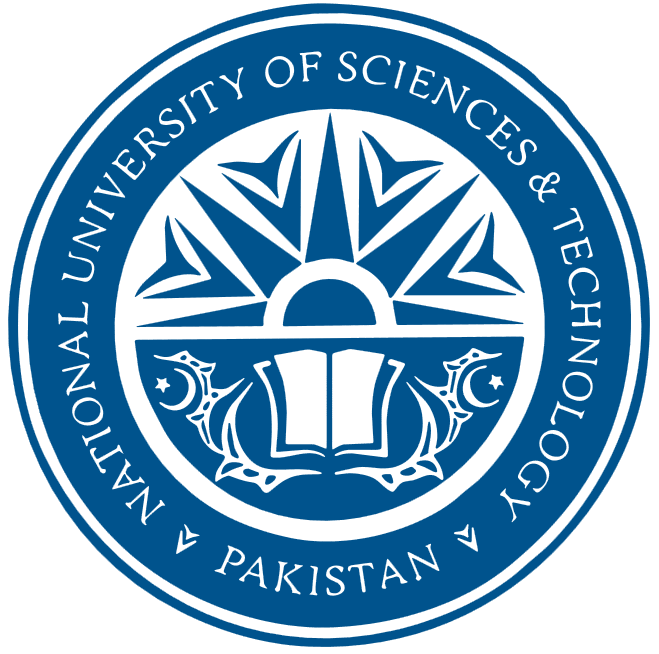 NATIONAL UNIVERSITY OF SCIENCES & TECHNOLOGY
PAKISTAN